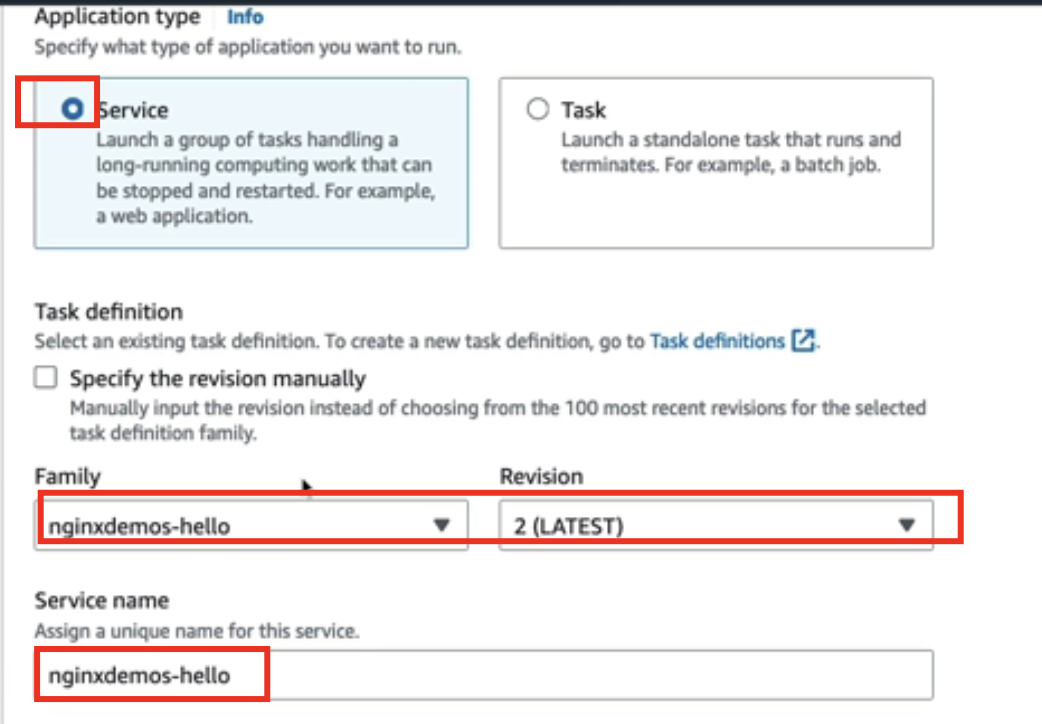 Application type Info
Specify what type of application you want to run.
Service
Launch a group of tasks handling a
long-running computing work that can
be stopped and restarted. For example,
a web application.
Task
Launch a standalone task that runs and
terminates. For example, a batch job.
Task definition
Select an existing task definition. To create a new task definition, go to Task definitions.
Specify the revision manually
Manually input the revision instead of choosing from the 100 most recent revisions for the selected
task definition family.
Family
nginxdemos-hello
Revision
2 (LATEST)
Service name
Assign a unique name for this service.
nginxdemos-hello